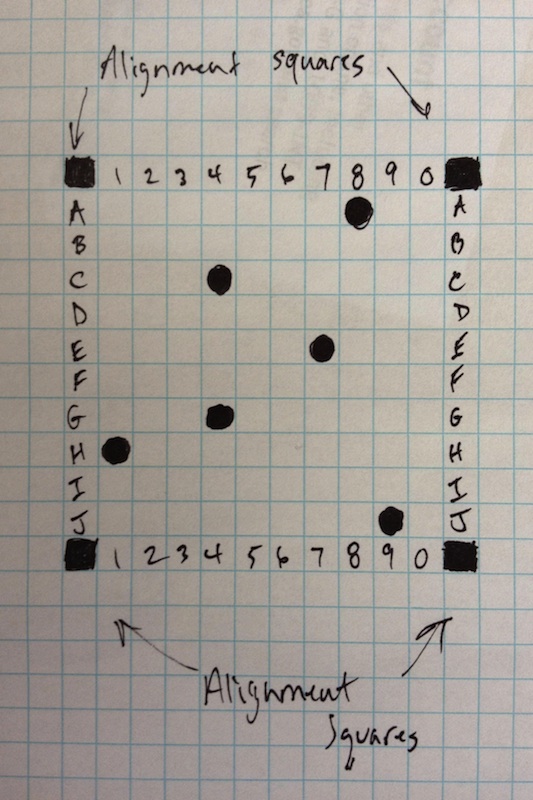 Alignment squares
1 2 3 4 5 6 7 8 9 0
A A
B B
C C
D D
E E
F F
G G
H H
I I
J J
1 2 3 4 5 6 7 8 9 0
Alignment
Squares